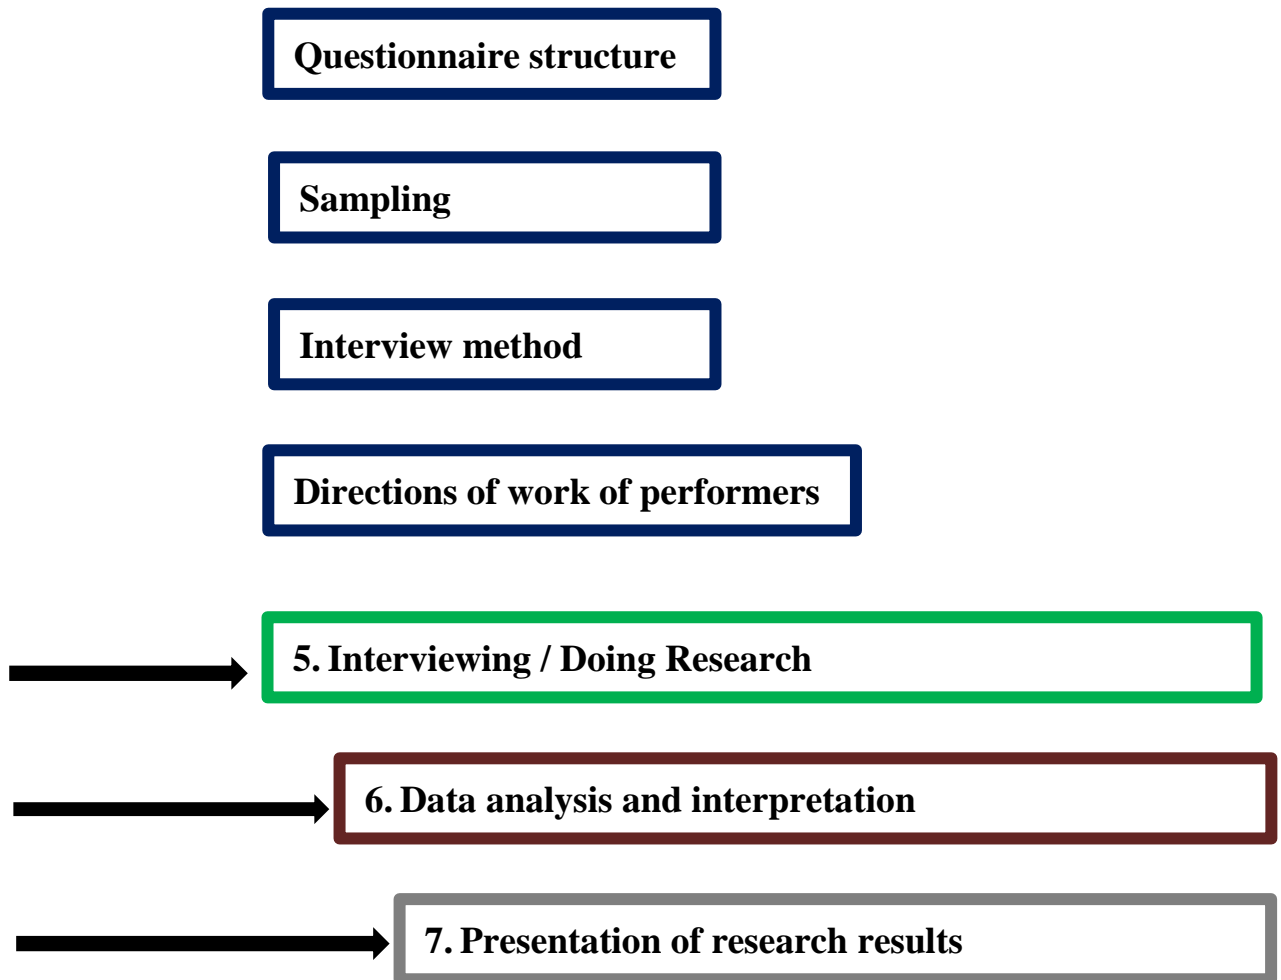 Questionnaire structure
Sampling
Interview method
Directions of work of performers
5. Interviewing / Doing Research
6. Data analysis and interpretation
7. Presentation of research results